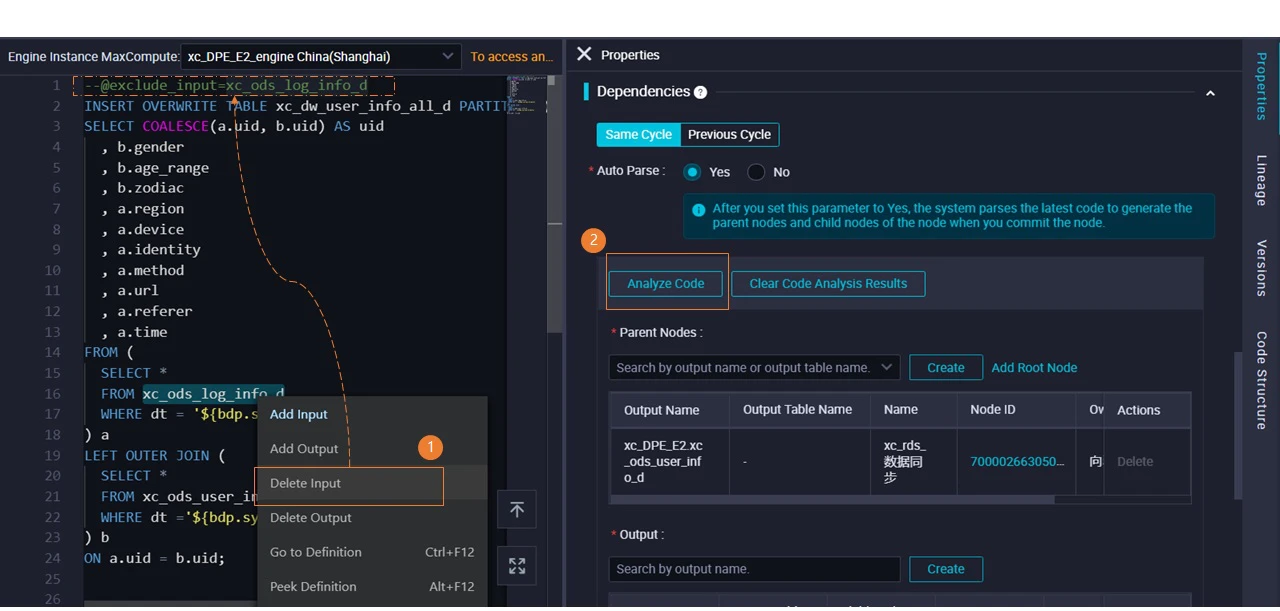 Engine Instance MaxCompute: xc_DPE_E2_engine China(Shanghai) To access an...
1 --@exclude_input=xc_ods_log_info_d
2 INSERT OVERWRITE TABLE xc_dw_user_info_all_d PARTIT
3 SELECT COALESCE(a.uid, b.uid) AS uid
4 , b.gender
5 , b.age_range
6 , b.zodiac
7 , a.region
8 , a.device
9 , a.identity
10 , a.method
11 , a.url
12 , a.referer
13 , a.time
14 FROM (
15 SELECT *
16 FROM xc_ods_log_info_d
17 WHERE dt = '${bdp.s
18 ) a
19 LEFT OUTER JOIN (
20 SELECT *
21 FROM xc_ods_user_in
22 WHERE dt ='${bdp.sy
23 ) b
24 ON a.uid = b.uid;
25
26
Add Input
Add Output
1
Delete Input
Delete Output
Go to Definition Ctrl+F12
Peek Definition Alt+F12
Properties
Dependencies ?
Same Cycle Previous Cycle
* Auto Parse : Yes No
After you set this parameter to Yes, the system parses the latest code to generate the
parent nodes and child nodes of the node when you commit the node.
2
Analyze Code Clear Code Analysis Results
* Parent Nodes :
Search by output name or output table name. Create Add Root Node
Output Name Output Table Name Name Node ID Ow Actions
xc_DPE_E2.xc
_ods_user_inf
o_d
-
xc_rds_
数据同
步
700002663050...
向
Delete
* Output :
Search by output name. Create
Properties
Lineage
Versions
Code Structure